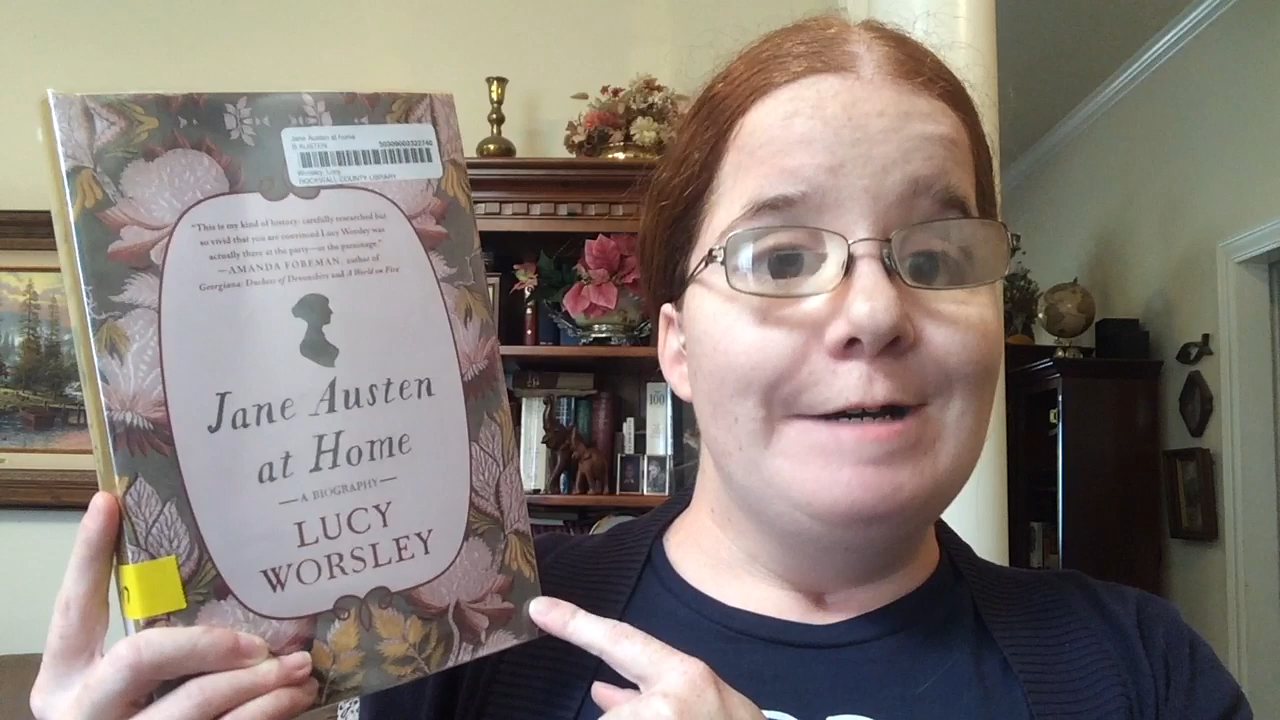 Jane Austen at home
B AUSTEN
Worsley, Lucy
ROCKWALL COUNTY LIBRARY
"This is my kind of history: carefully researched but
so vivid that you are convinced Lucy Worsley was
actually there at the party—or the parsonage."
—AMANDA FOREMAN, author of
Georgiana: Duchess of Devonshire and A World on Fire
Jane Austen
at Home
—A BIOGRAPHY—
LUCY
WORSLEY
100